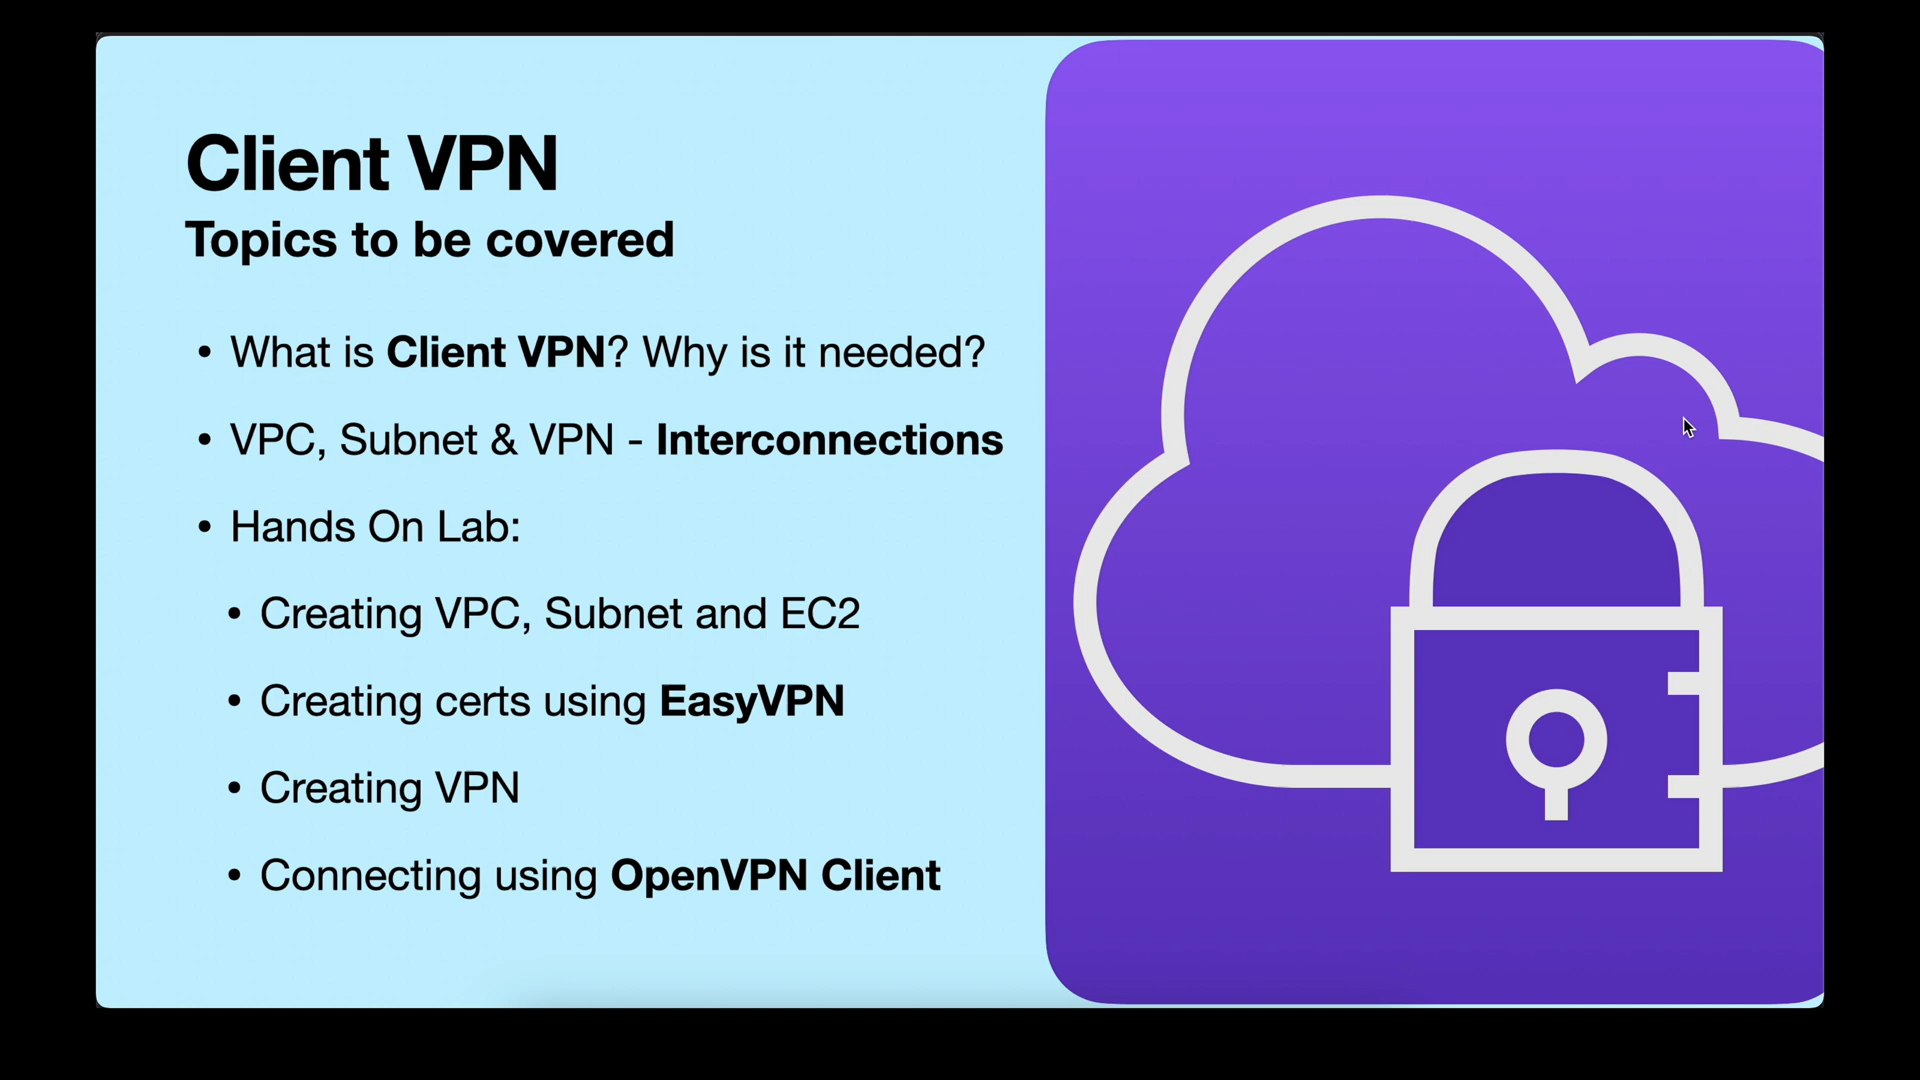 Client VPN
Topics to be covered
• What is Client VPN? Why is it needed?
• VPC, Subnet & VPN - Interconnections
• Hands On Lab:
• Creating VPC, Subnet and EC2
• Creating certs using EasyVPN
• Creating VPN
• Connecting using OpenVPN Client